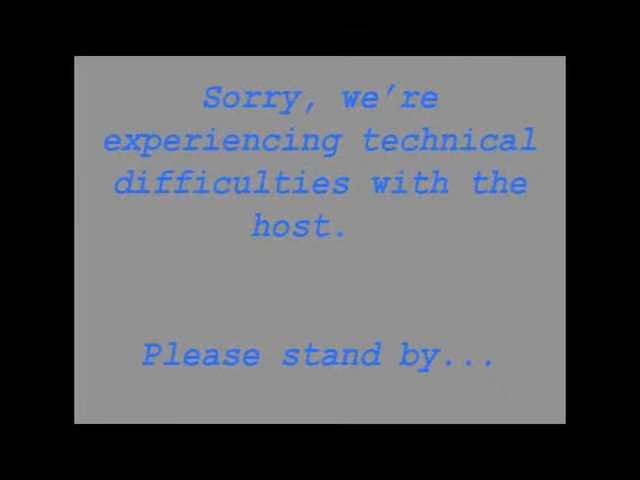 Sorry, we're
experiencing technical
difficulties with the
host.
Please stand by...